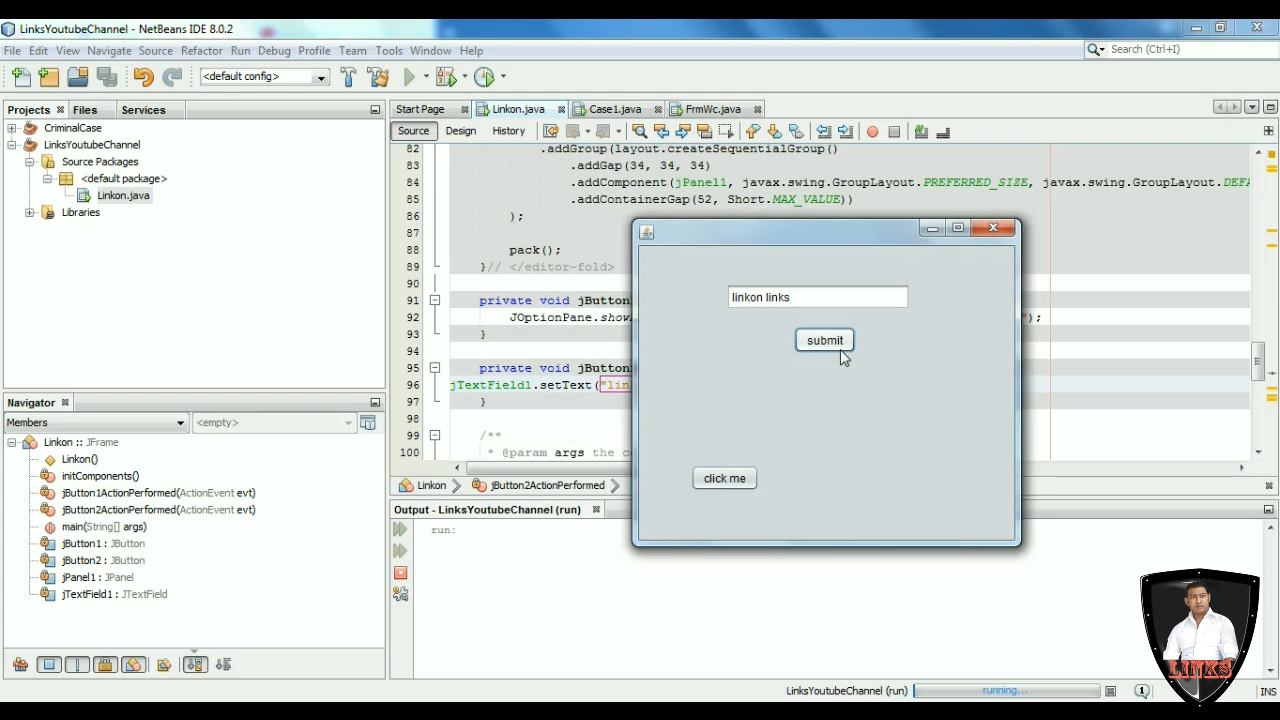 LinksYoutubeChannel - NetBeans IDE 8.0.2
File Edit View Navigate Source Refactor Run Debug Profile Team Tools Window Help
Search (Ctrl+I)
<default config>
Projects Files Services
CriminalCase
LinksYoutubeChannel
Source Packages
<default package>
Linkon.java
Libraries
Start Page Linkon.java Case1.java FrmWc.java
Source Design History
82 .addGroup(layout.createSequentialGroup()
83 .addGap(34, 34, 34)
84 .addComponent(jPanel1, javax.swing.GroupLayout.PREFERRED_SIZE, javax.swing.GroupLayout.DEFA
85 .addContainerGap(52, Short.MAX_VALUE))
86 );
87
88 pack();
89 }// </editor-fold>
90
91 private void jButton
92 JOptionPane.show ");
93 }
94
95 private void jButton
96 jTextField1.setText("lin
97 }
98
99 /**
100 * @param args the c
linkon links
submit
click me
Navigator
Members <empty>
Linkon :: JFrame
Linkon()
initComponents()
jButton1ActionPerformed(ActionEvent evt)
jButton2ActionPerformed(ActionEvent evt)
main(String[] args)
jButton1 : JButton
jButton2 : JButton
jPanel1 : JPanel
jTextField1 : JTextField
Linkon jButton2ActionPerformed
Output - LinksYoutubeChannel (run)
run:
LINKS
LinksYoutubeChannel (run) running... 1 INS